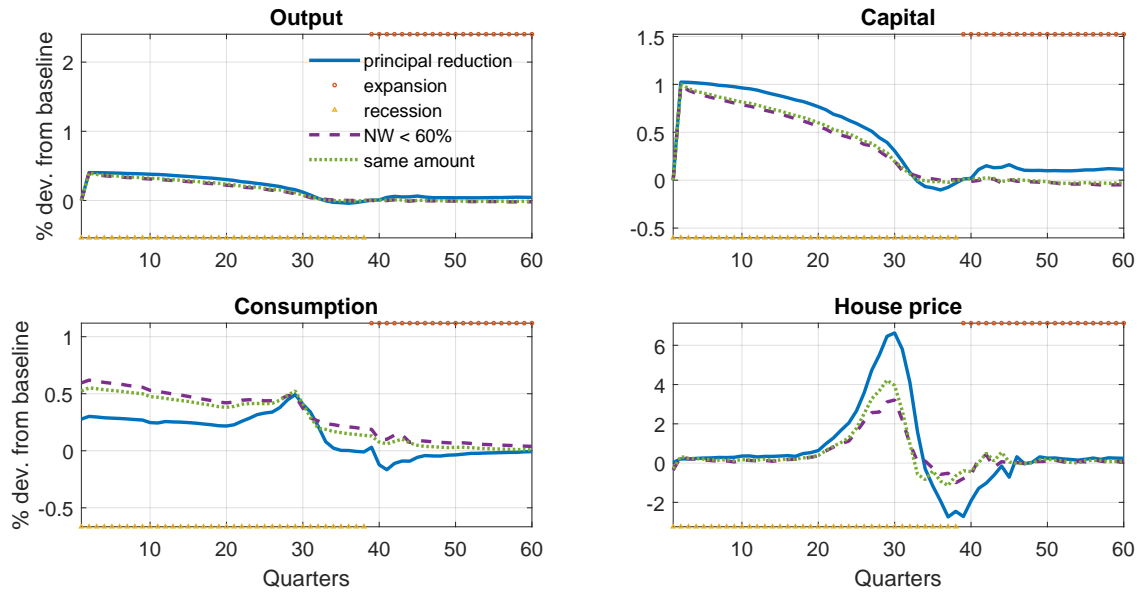 Output
% dev. from baseline
2
1
0
10 20 30 40 50 60
principal reduction
expansion
recession
NW < 60%
same amount
Capital
1.5
1
0.5
0
-0.5
10 20 30 40 50 60
Consumption
% dev. from baseline
1
0.5
0
-0.5
10 20 30 40 50 60
Quarters
House price
6
4
2
0
-2
10 20 30 40 50 60
Quarters